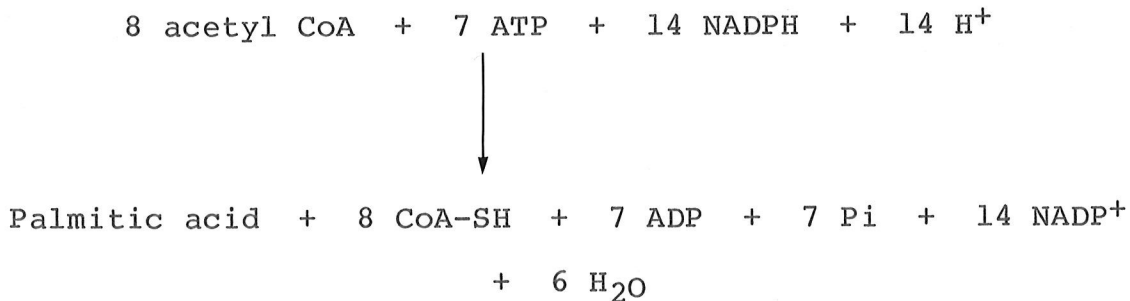 8 acetyl CoA + 7 ATP + 14 NADPH + 14 H⁺
Palmitic acid + 8 CoA-SH + 7 ADP + 7 Pi + 14 NADP⁺
+ 6 H₂O